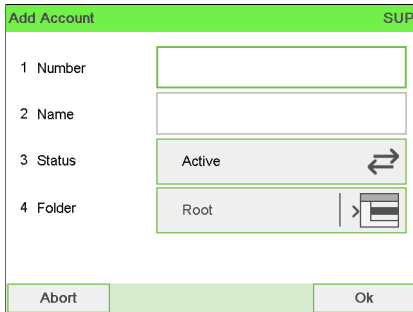 Add Account SUP
1 Number
2 Name
3 Status Active
4 Folder Root
Abort Ok